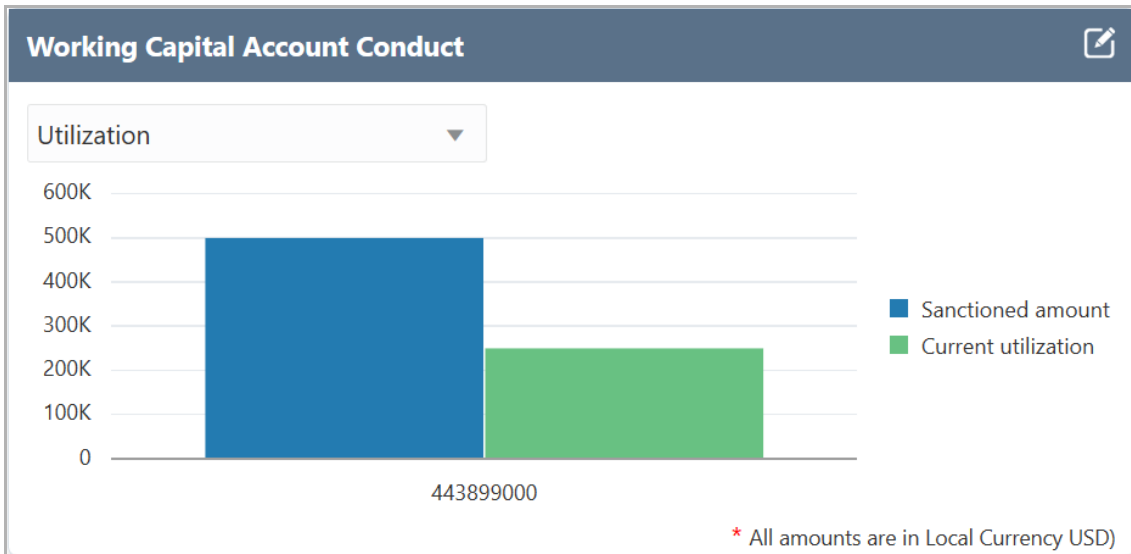 Working Capital Account Conduct
Utilization
600K
500K
400K
300K
200K
100K
0
443899000
Sanctioned amount
Current utilization
* All amounts are in Local Currency USD)